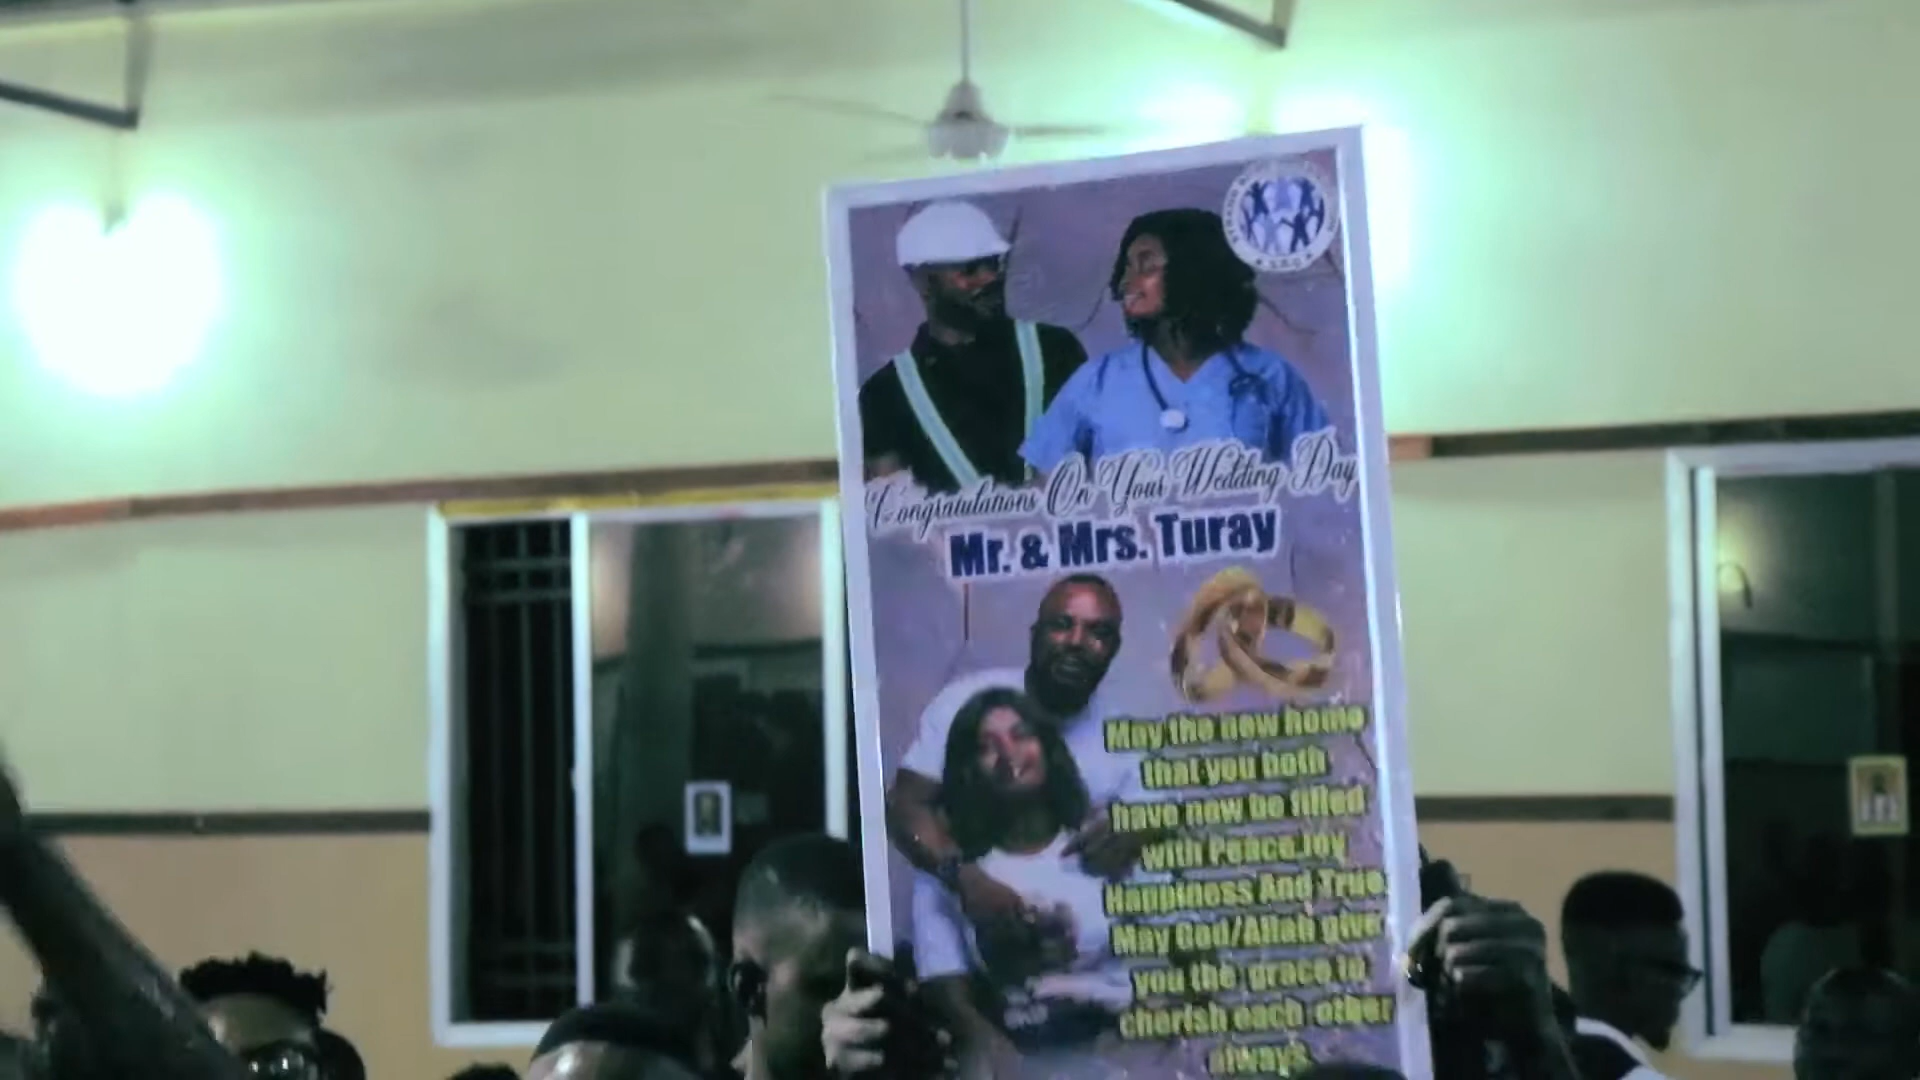 Congratulations On Your Wedding Day
Mr. & Mrs. Turay
May the new home
that you both
have now be filled
with Peace,Joy
Happiness And True
May God/Allah give
you the grace to
cherish each other
always